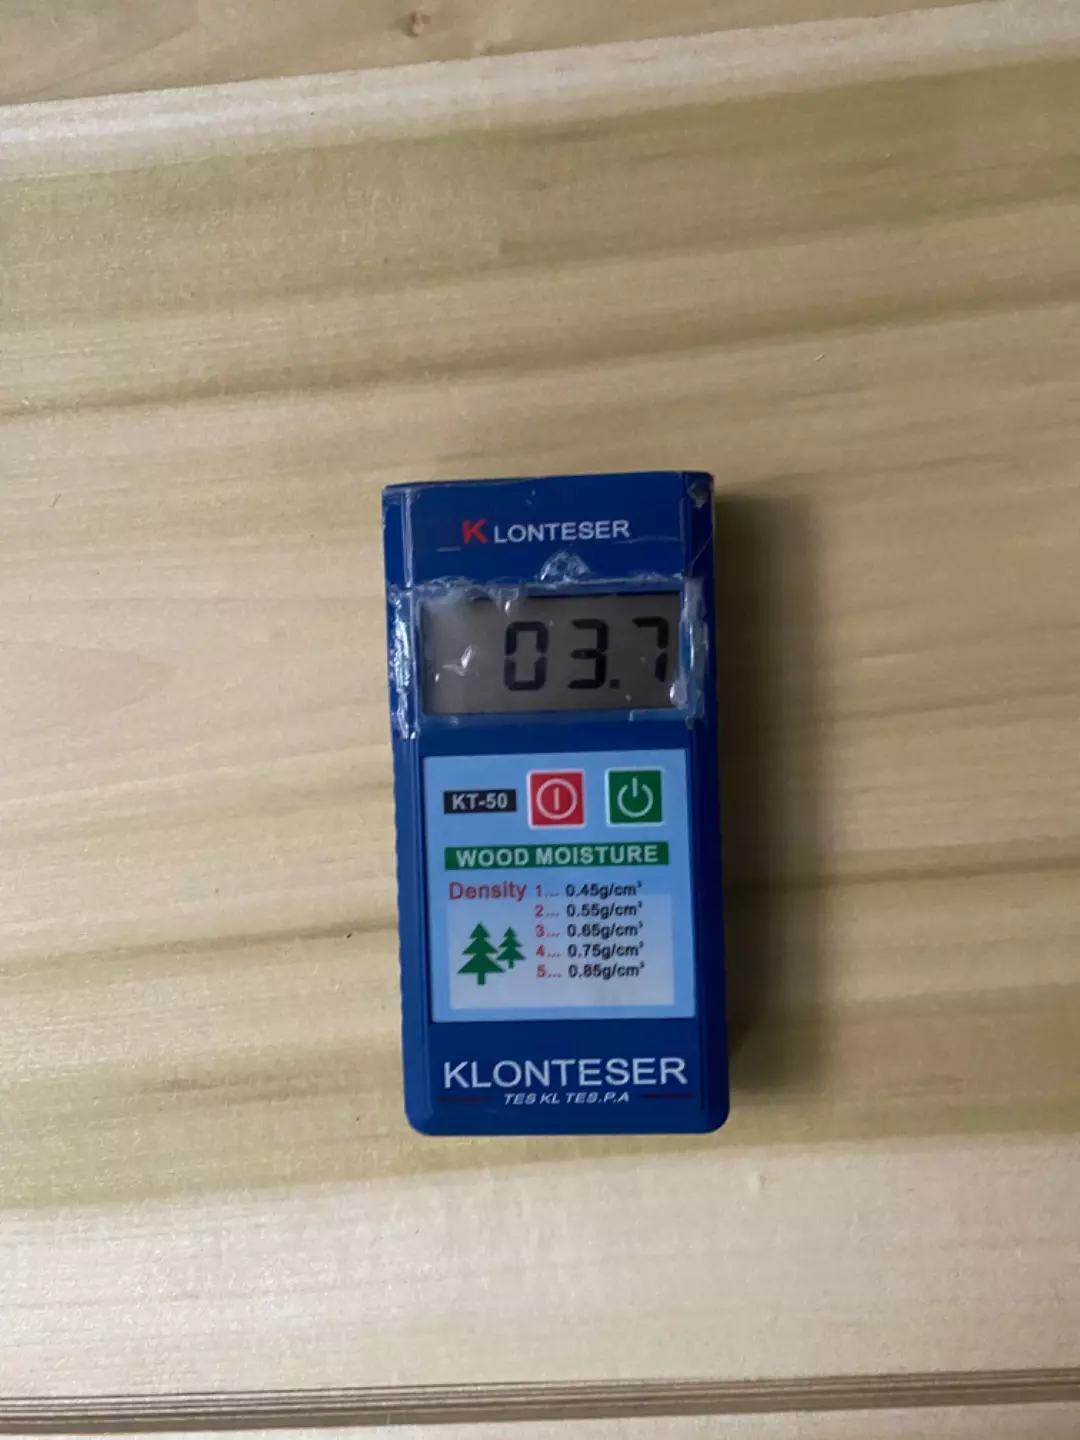 KLONTESER
03.7
KT-50
WOOD MOISTURE
Density 1... 0.45g/cm³
2... 0.55g/cm³
3... 0.65g/cm³
4... 0.75g/cm³
5... 0.85g/cm³
KLONTESER
TES KL TES.P.A